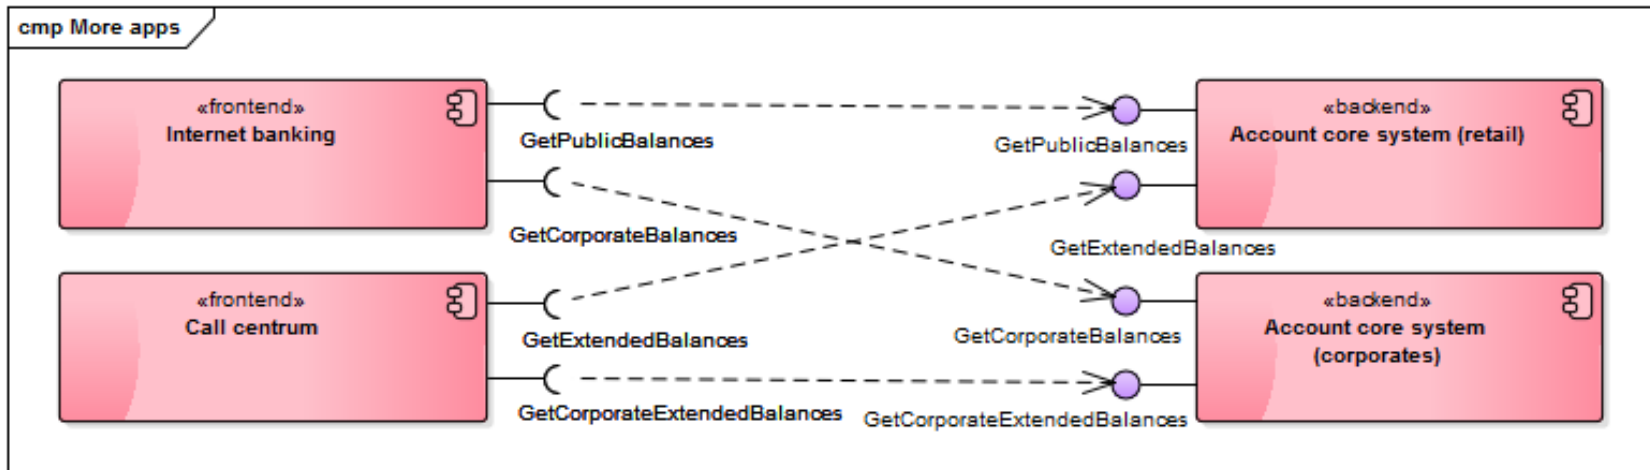 cmp More apps
«frontend»
Internet banking
GetPublicBalances
GetCorporateBalances
«frontend»
Call centrum
GetExtendedBalances
GetCorporateExtendedBalances
GetPublicBalances
GetExtendedBalances
GetCorporateBalances
GetCorporateExtendedBalances
«backend»
Account core system (retail)
«backend»
Account core system
(corporates)